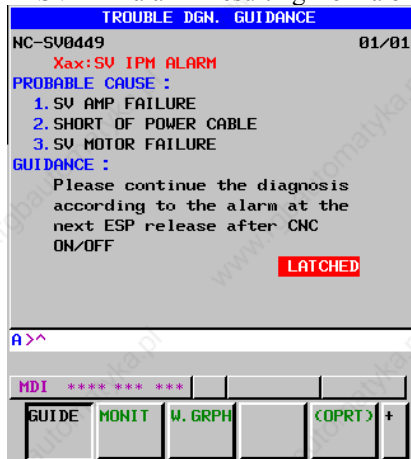 TROUBLE DGN. GUIDANCE
NC-SV0449 01/01
Xax:SV IPM ALARM
PROBABLE CAUSE :
1. SV AMP FAILURE
2. SHORT OF POWER CABLE
3. SV MOTOR FAILURE
GUIDANCE :
Please continue the diagnosis
according to the alarm at the
next ESP release after CNC
ON/OFF
LATCHED
A>^
MDI **** *** ***
GUIDE MONIT W.GRPH (OPRT) +